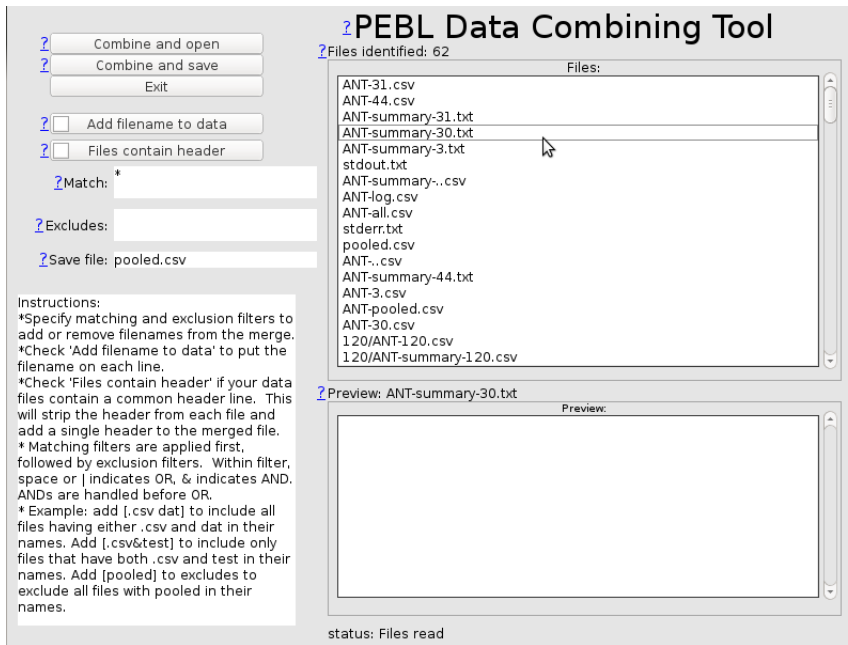 ? PEBL Data Combining Tool
? Combine and open
? Combine and save
Exit
? Add filename to data
? Files contain header
?Match: *
?Excludes:
?Save file: pooled.csv
Instructions:
*Specify matching and exclusion filters to
add or remove filenames from the merge.
*Check 'Add filename to data' to put the
filename on each line.
*Check 'Files contain header' if your data
files contain a common header line.  This
will strip the header from each file and
add a single header to the merged file.
* Matching filters are applied first,
followed by exclusion filters.  Within filter,
space or | indicates OR, & indicates AND.
ANDs are handled before OR.
* Example: add [.csv dat] to include all
files having either .csv and dat in their
names. Add [.csv&test] to include only
files that have both .csv and test in their
names. Add [pooled] to excludes to
exclude all files with pooled in their
names.
?Files identified: 62
Files:
ANT-31.csv
ANT-44.csv
ANT-summary-31.txt
ANT-summary-30.txt
ANT-summary-3.txt
stdout.txt
ANT-summary-..csv
ANT-log.csv
ANT-all.csv
stderr.txt
pooled.csv
ANT-..csv
ANT-summary-44.txt
ANT-3.csv
ANT-pooled.csv
ANT-30.csv
120/ANT-120.csv
120/ANT-summary-120.csv
?Preview: ANT-summary-30.txt
Preview:
status: Files read